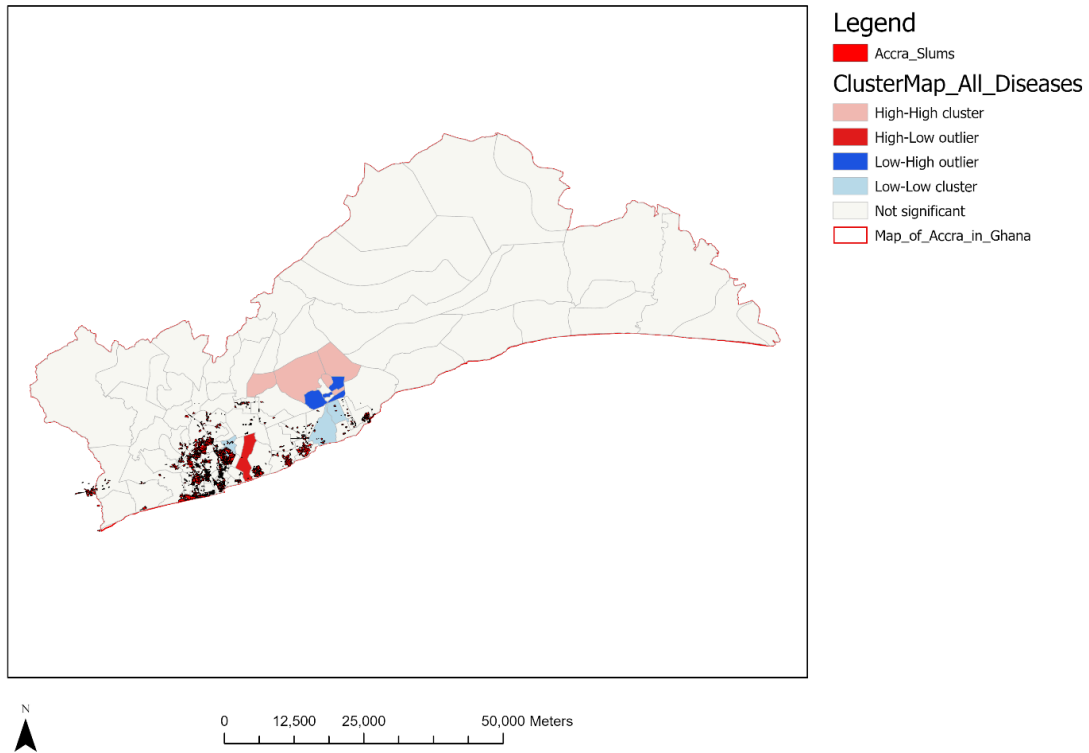 Legend
Accra_Slums
ClusterMap_All_Diseases
High-High cluster
High-Low outlier
Low-High outlier
Low-Low cluster
Not significant
Map_of_Accra_in_Ghana
N
0 12,500 25,000 50,000 Meters